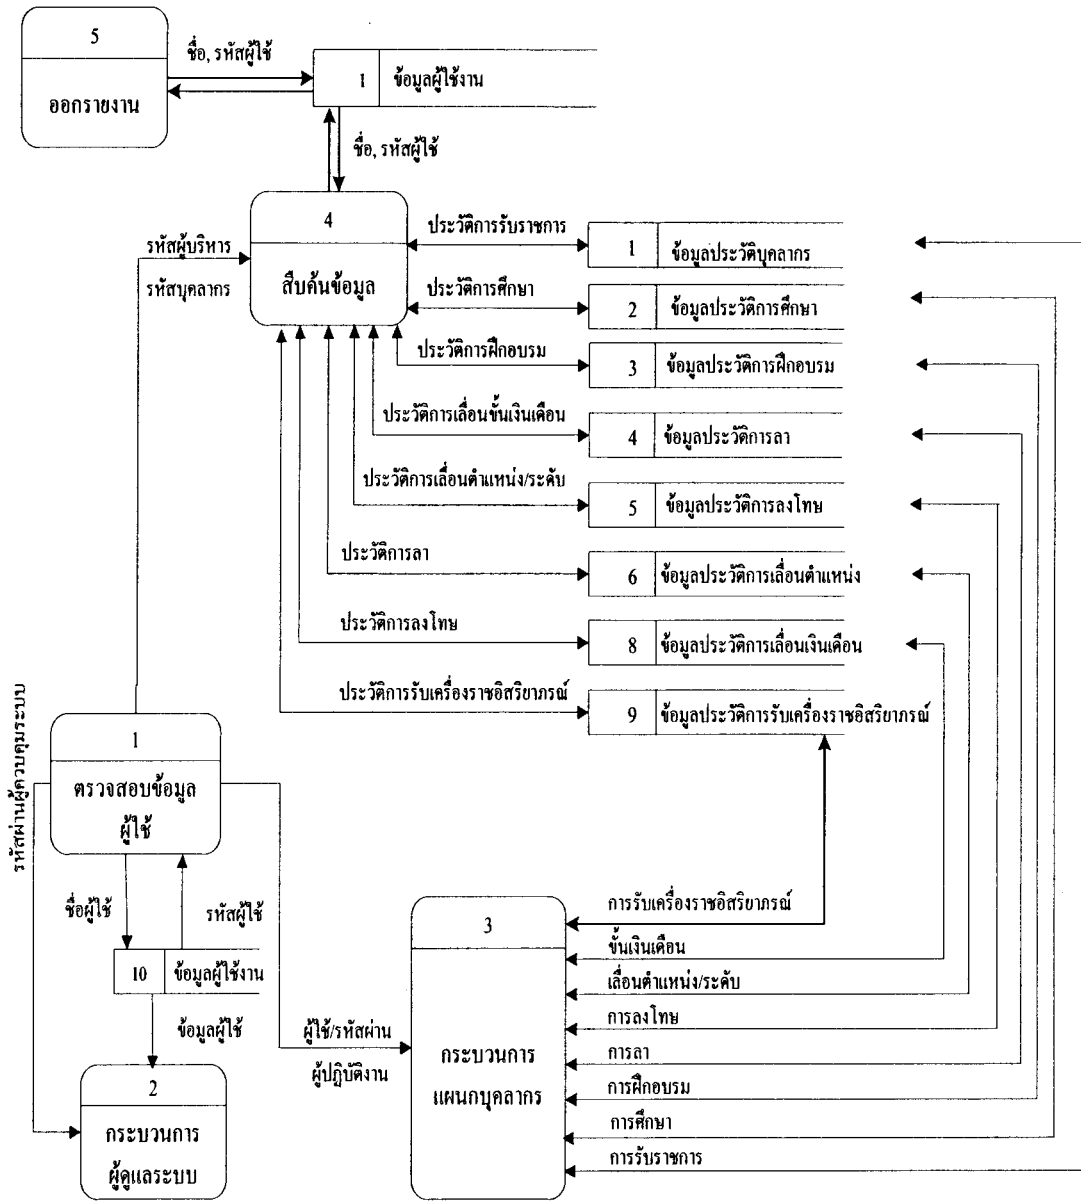 5
ชื่อ, รหัสผู้ใช้
1 ข้อมูลผู้ใช้งาน
ออกรายงาน
ชื่อ, รหัสผู้ใช้
4
สืบค้นข้อมูล
รหัสผู้บริหาร
รหัสบุคลากร
ประวัติการรับราชการ
1 ข้อมูลประวัติบุคลากร
ประวัติการศึกษา
2 ข้อมูลประวัติการศึกษา
ประวัติการฝึกอบรม
3 ข้อมูลประวัติการฝึกอบรม
ประวัติการเลื่อนขั้นเงินเดือน
4 ข้อมูลประวัติการลา
ประวัติการเลื่อนตำแหน่ง/ระดับ
5 ข้อมูลประวัติการลงโทษ
ประวัติการลา
6 ข้อมูลประวัติการเลื่อนตำแหน่ง
ประวัติการลงโทษ
8 ข้อมูลประวัติการเลื่อนเงินเดือน
ประวัติการรับเครื่องราชอิสริยาภรณ์
9 ข้อมูลประวัติการรับเครื่องราชอิสริยาภรณ์
รหัสผ่านผู้ควบคุมระบบ
1
ตรวจสอบข้อมูล
ผู้ใช้
ชื่อผู้ใช้
รหัสผู้ใช้
10 ข้อมูลผู้ใช้งาน
ข้อมูลผู้ใช้
2
กระบวนการ
ผู้ดูแลระบบ
ผู้ใช้/รหัสผ่าน
ผู้ปฏิบัติงาน
3
กระบวนการ
แผนกบุคลากร
การรับเครื่องราชอิสริยาภรณ์
ขั้นเงินเดือน
เลื่อนตำแหน่ง/ระดับ
การลงโทษ
การลา
การฝึกอบรม
การศึกษา
การรับราชการ